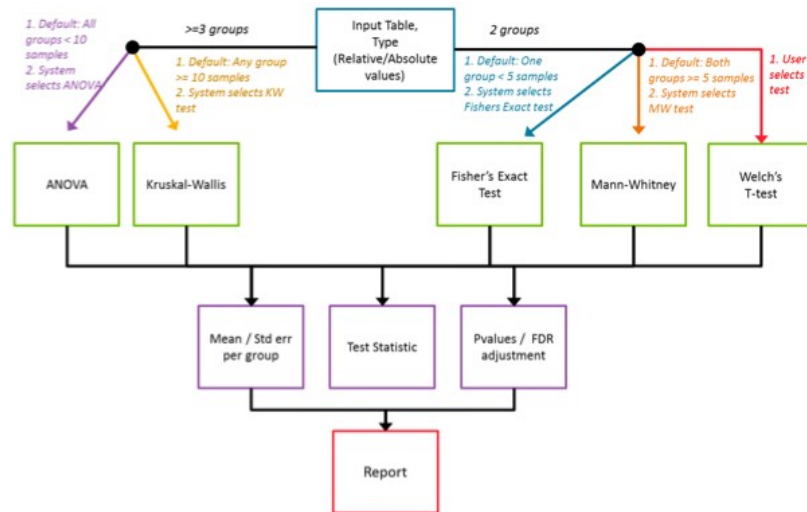 >=3 groups
Input Table,
Type
(Relative/Absolute
values)
2 groups
1. Default: All
groups < 10
samples
2. System
selects ANOVA
1. Default: Any group
>= 10 samples
2. System selects KW
test
1. Default: One
group < 5 samples
2. System selects
Fishers Exact test
1. Default: Both
groups >= 5 samples
2. System selects
MW test
1. User
selects
test
ANOVA
Kruskal-Wallis
Fisher's Exact
Test
Mann-Whitney
Welch's
T-test
Mean / Std err
per group
Test Statistic
Pvalues / FDR
adjustment
Report